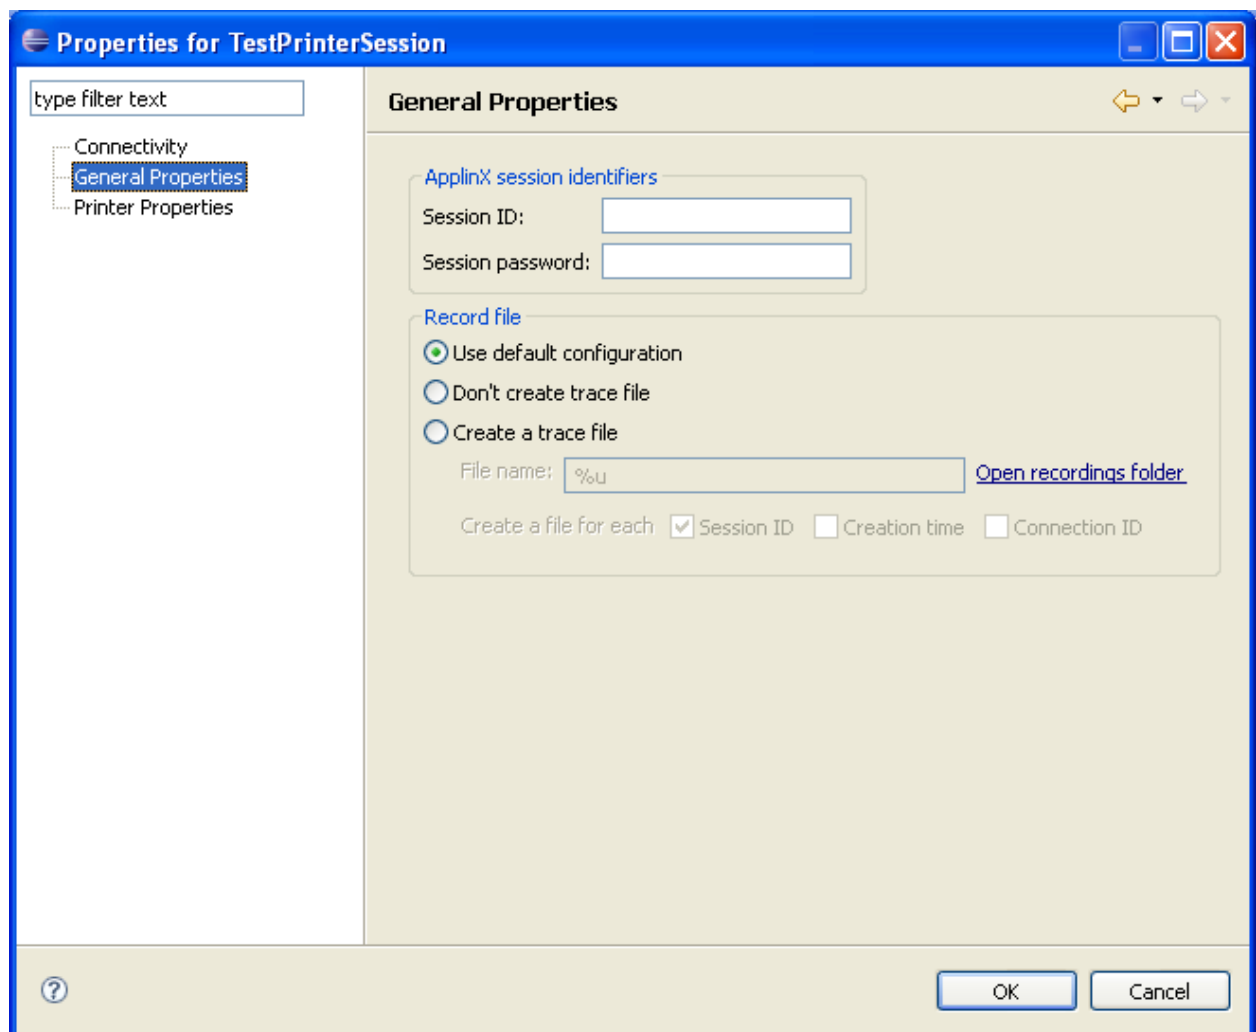 Properties for TestPrinterSession
type filter text
Connectivity
General Properties
Printer Properties
General Properties
ApplinX session identifiers
Session ID:
Session password:
Record file
Use default configuration
Don't create trace file
Create a trace file
File name: %u Open recordings folder
Create a file for each Session ID Creation time Connection ID
? OK Cancel